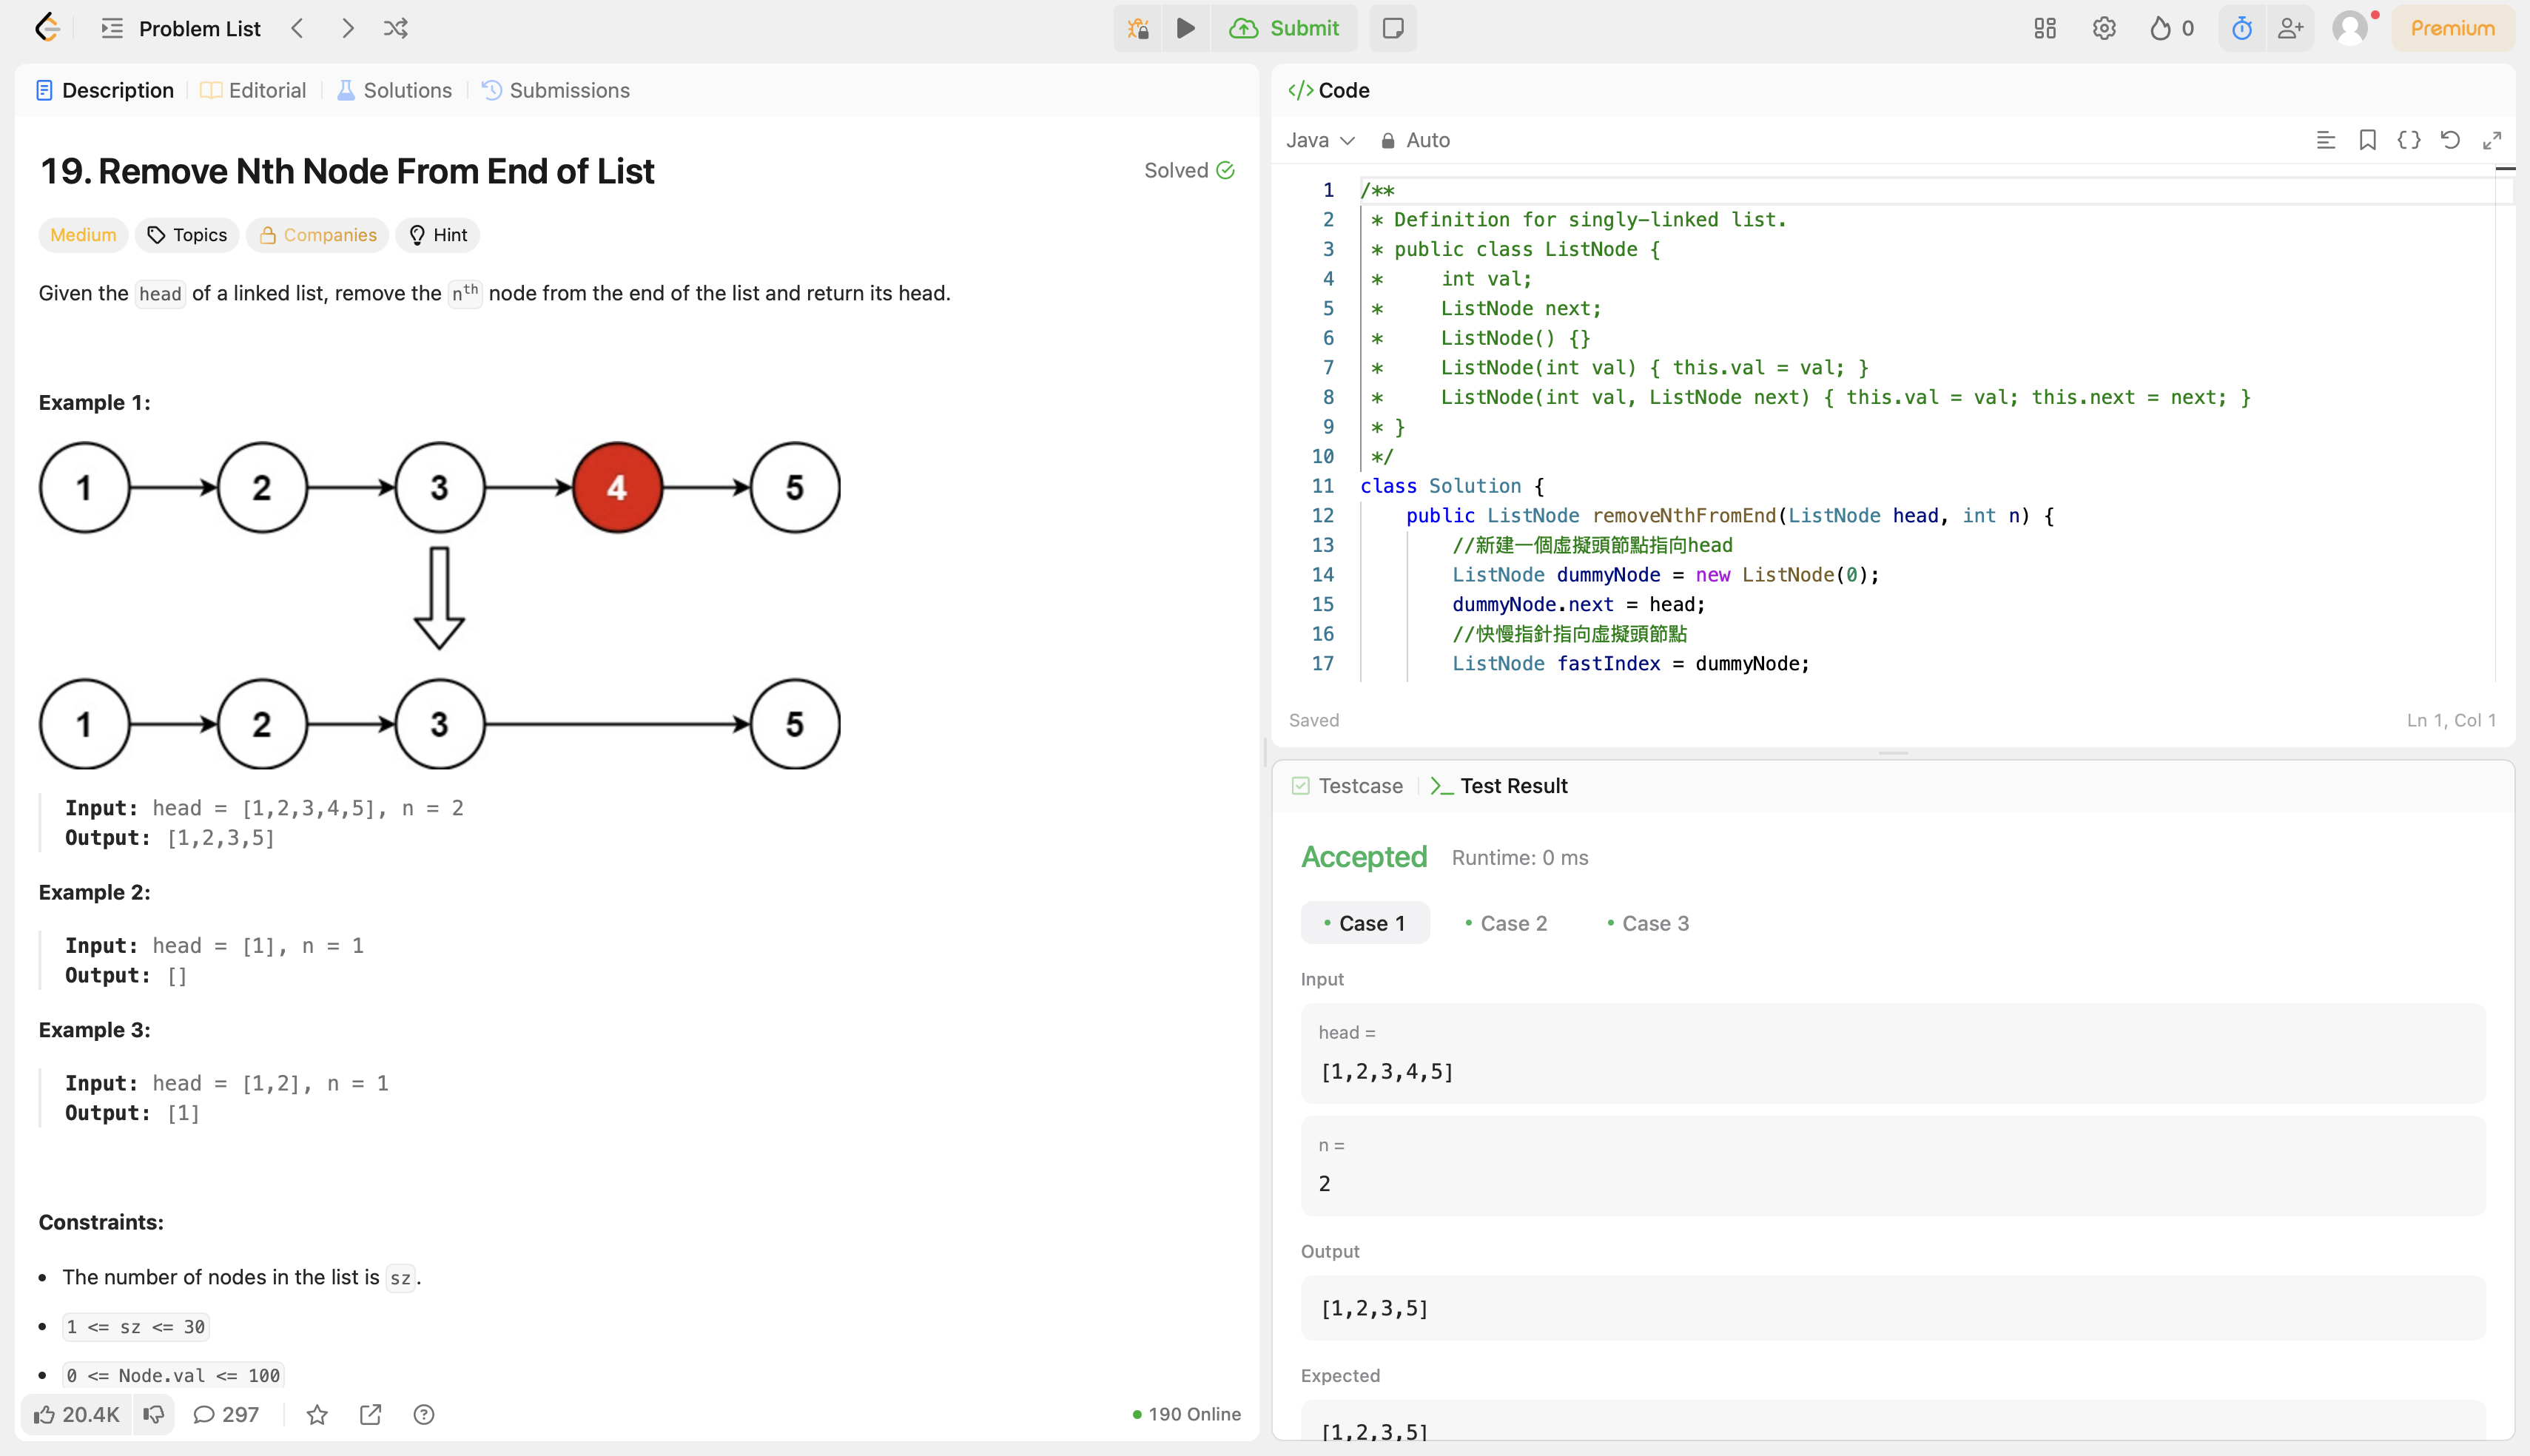 Problem List
Submit
0
Premium
Description
Editorial
Solutions
Submissions
19. Remove Nth Node From End of List
Solved
Medium
Topics
Companies
Hint
Given the head of a linked list, remove the nth node from the end of the list and return its head.
Example 1:
1 2 3 4 5
1 2 3 5
Input: head = [1,2,3,4,5], n = 2
Output: [1,2,3,5]
Example 2:
Input: head = [1], n = 1
Output: []
Example 3:
Input: head = [1,2], n = 1
Output: [1]
Constraints:
• The number of nodes in the list is sz.
• 1 <= sz <= 30
• 0 <= Node.val <= 100
20.4K
297
190 Online
</> Code
Java
Auto
1 /**
2 * Definition for singly-linked list.
3 * public class ListNode {
4 *     int val;
5 *     ListNode next;
6 *     ListNode() {}
7 *     ListNode(int val) { this.val = val; }
8 *     ListNode(int val, ListNode next) { this.val = val; this.next = next; }
9 * }
10 */
11 class Solution {
12     public ListNode removeNthFromEnd(ListNode head, int n) {
13         //新建一個虛擬頭節點指向head
14         ListNode dummyNode = new ListNode(0);
15         dummyNode.next = head;
16         //快慢指針指向虛擬頭節點
17         ListNode fastIndex = dummyNode;
Saved
Ln 1, Col 1
Testcase
Test Result
Accepted
Runtime: 0 ms
Case 1
Case 2
Case 3
Input
head =
[1,2,3,4,5]
n =
2
Output
[1,2,3,5]
Expected
[1,2,3,5]